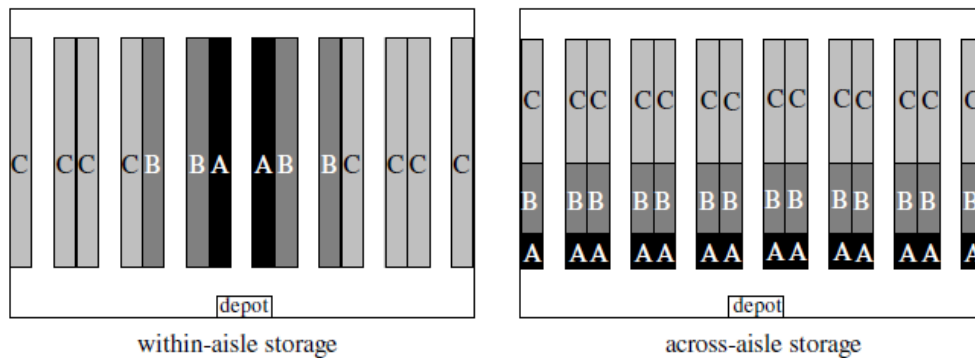 C C C C B B A A B B C C C C
depot
within-aisle storage
C C C C C C C C C C C C C C
B B B B B B B B B B B B B B
A A A A A A A A A A A A A A
depot
across-aisle storage